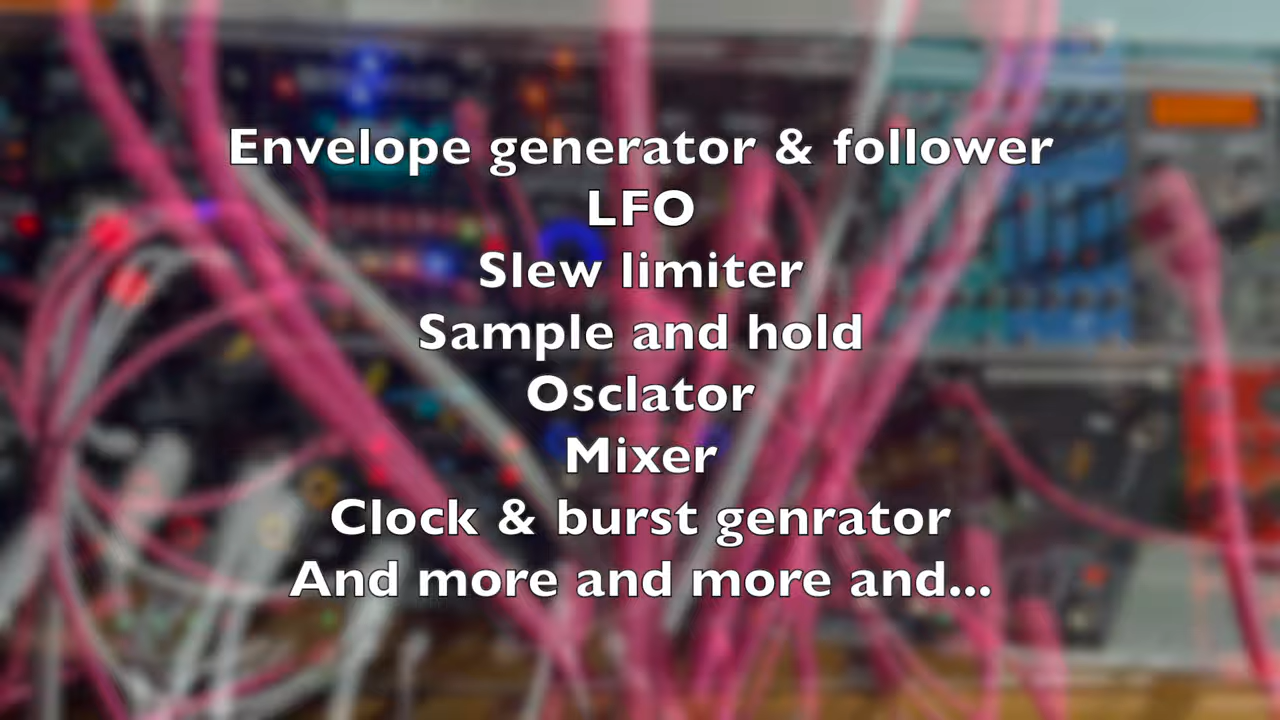 Envelope generator & follower
LFO
Slew limiter
Sample and hold
Osclator
Mixer
Clock & burst genrator
And more and more and...